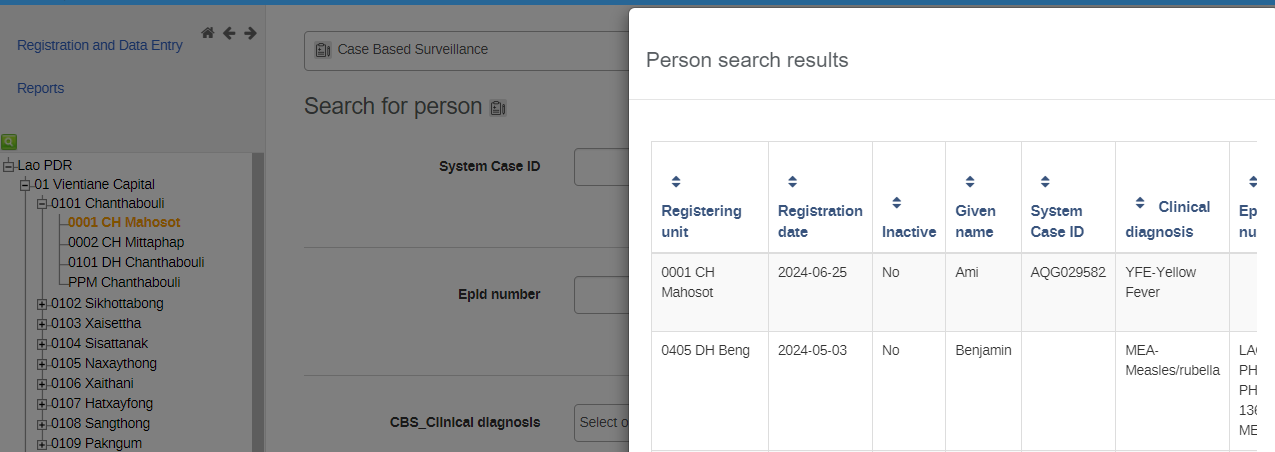 Registration and Data Entry
Reports
Lao PDR
01 Vientiane Capital
0101 Chanthabouli
0001 CH Mahosot
0002 CH Mittaphap
0101 DH Chanthabouli
PPM Chanthabouli
0102 Sikhottabong
0103 Xaisettha
0104 Sisattanak
0105 Naxaythong
0106 Xaithani
0107 Hatxayfong
0108 Sangthong
0109 Pakngum
Case Based Surveillance
Search for person
System Case ID
EpId number
CBS_Clinical diagnosis
Select o
Person search results
Registering
unit
Registration
date
Inactive
Given
name
System
Case ID
Clinical
diagnosis
Ep
nu
0001 CH
Mahosot
2024-06-25
No
Ami
AQG029582
YFE-Yellow
Fever
0405 DH Beng
2024-05-03
No
Benjamin
MEA-
Measles/rubella
LA
PH
PH
136
ME